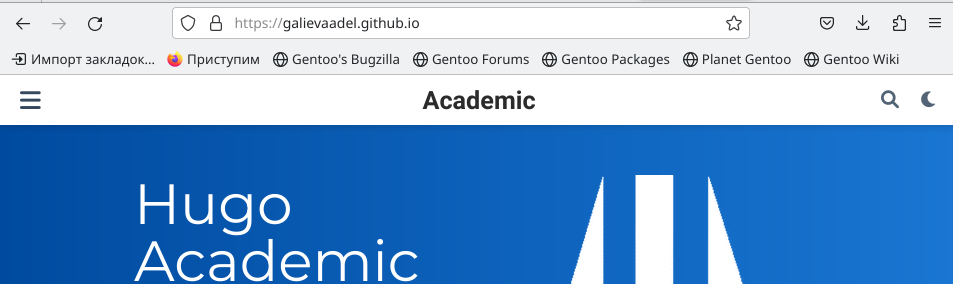 https://galievaadel.github.io
Импорт закладок... Приступим Gentoo's Bugzilla Gentoo Forums Gentoo Packages Planet Gentoo Gentoo Wiki
Academic
Hugo
Academic